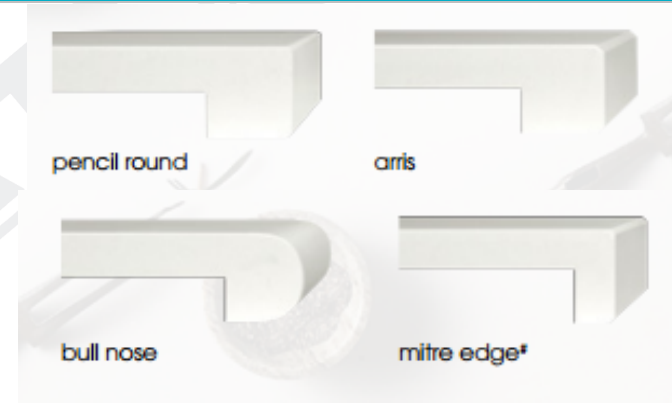 pencil round
arris
bull nose
mitre edge#